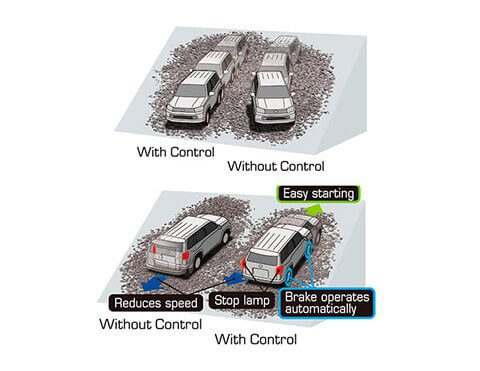 With Control
Without Control
Easy starting
Reduces speed
Stop lamp
Brake operates
automatically
Without Control
With Control